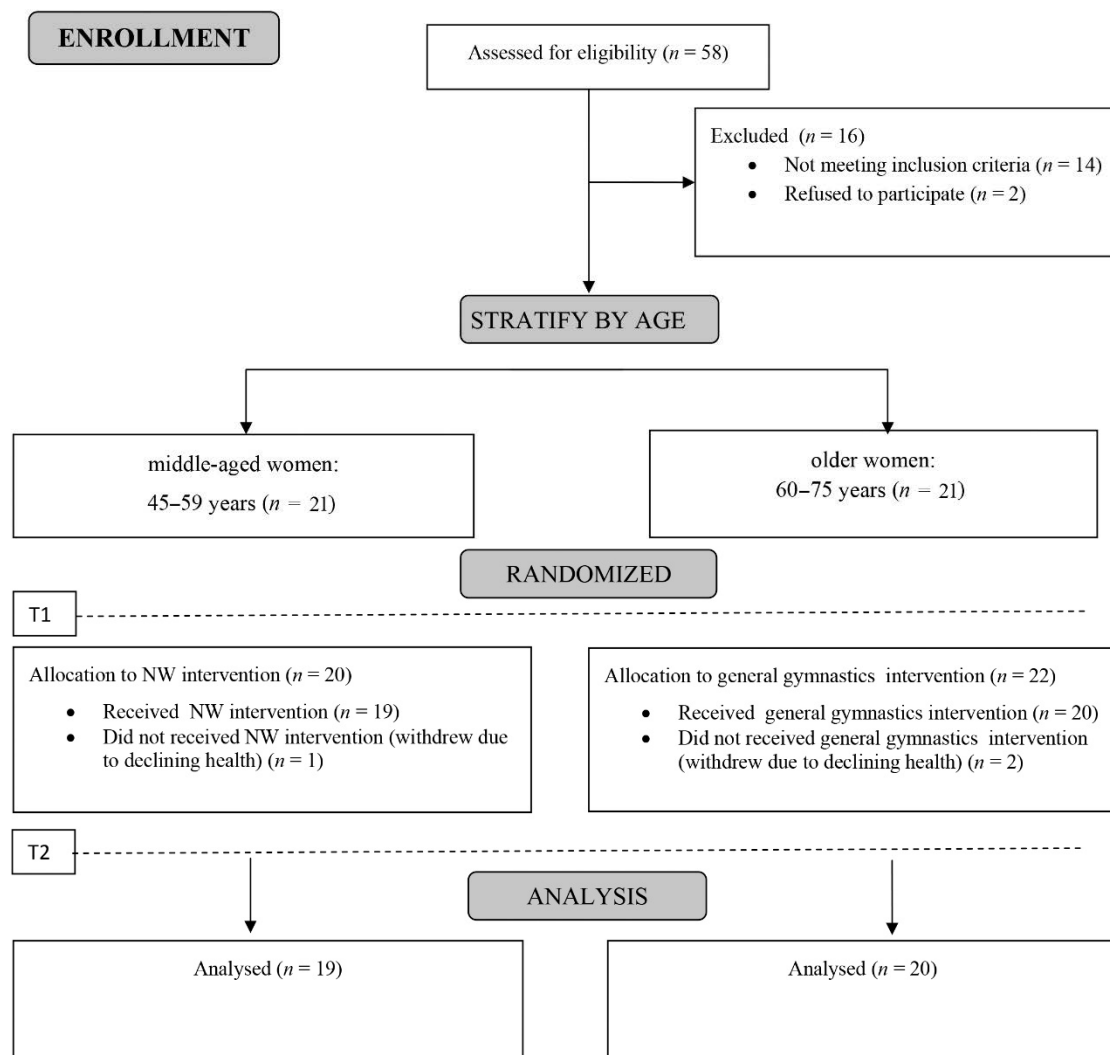 ENROLLMENT
Assessed for eligibility (n = 58)
Excluded (n = 16)
• Not meeting inclusion criteria (n = 14)
• Refused to participate (n = 2)
STRATIFY BY AGE
middle-aged women:
45–59 years (n = 21)
older women:
60–75 years (n = 21)
RANDOMIZED
T1
Allocation to NW intervention (n = 20)
• Received NW intervention (n = 19)
• Did not received NW intervention (withdrew due
to declining health) (n = 1)
Allocation to general gymnastics intervention (n = 22)
• Received general gymnastics intervention (n = 20)
• Did not received general gymnastics intervention
(withdrew due to declining health) (n = 2)
T2
ANALYSIS
Analysed (n = 19)
Analysed (n = 20)